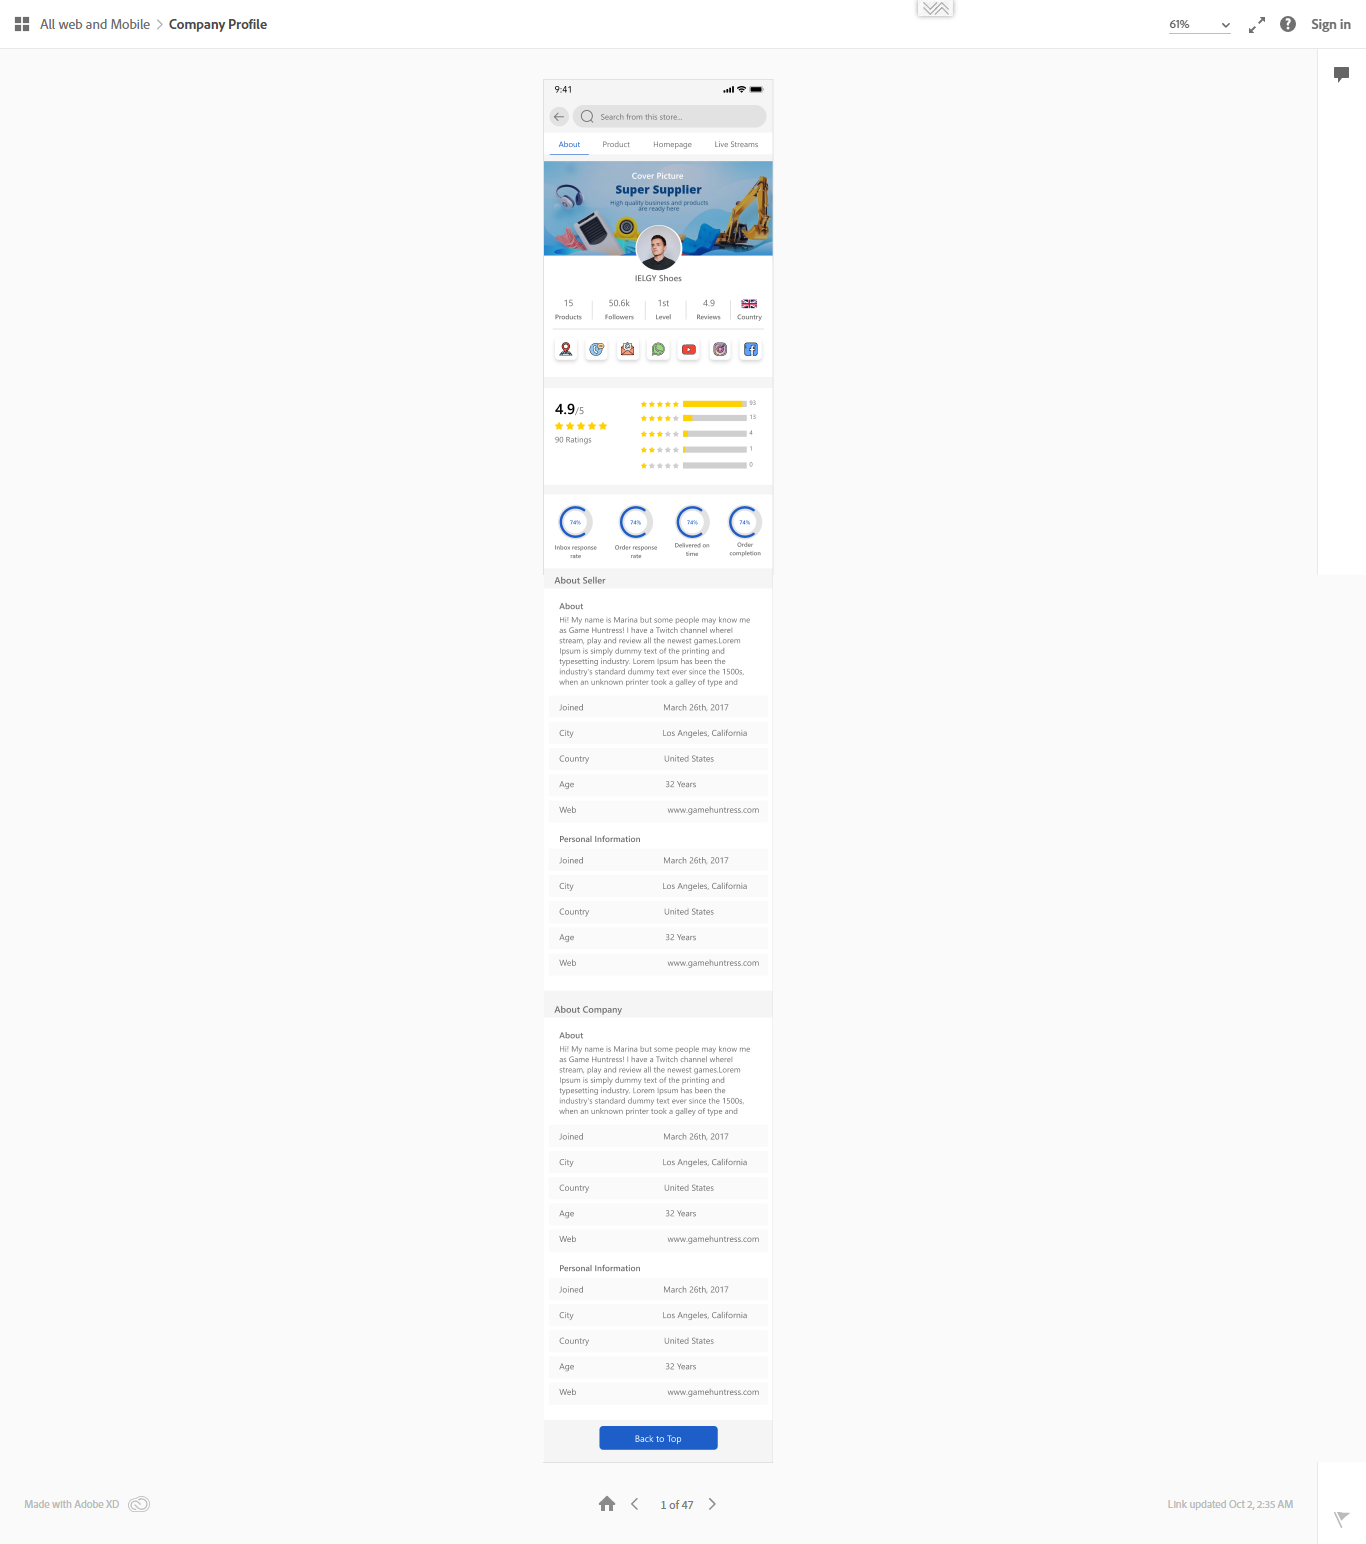 All web and Mobile > Company Profile
61%
Sign in
9:41
Search from this store...
About Product Homepage Live Streams
Cover Picture
Super Supplier
High quality business and products
are ready here
IELGY Shoes
15 50.6k 1st 4.9
Products Followers Level Reviews Country
4.9/5
90 Ratings
93
13
4
1
0
74% 74% 74% 74%
Inbox response rate
Order response rate
Delivered on time
Order completion
About Seller
About
Hi! My name is Marina but some people may know me
as Game Huntress! I have a Twitch channel whereI
stream, play and review all the newest games.Lorem
Ipsum is simply dummy text of the printing and
typesetting industry. Lorem Ipsum has been the
industry's standard dummy text ever since the 1500s,
when an unknown printer took a galley of type and
Joined March 26th, 2017
City Los Angeles, California
Country United States
Age 32 Years
Web www.gamehuntress.com
Personal Information
Joined March 26th, 2017
City Los Angeles, California
Country United States
Age 32 Years
Web www.gamehuntress.com
About Company
About
Hi! My name is Marina but some people may know me
as Game Huntress! I have a Twitch channel whereI
stream, play and review all the newest games.Lorem
Ipsum is simply dummy text of the printing and
typesetting industry. Lorem Ipsum has been the
industry's standard dummy text ever since the 1500s,
when an unknown printer took a galley of type and
Joined March 26th, 2017
City Los Angeles, California
Country United States
Age 32 Years
Web www.gamehuntress.com
Personal Information
Joined March 26th, 2017
City Los Angeles, California
Country United States
Age 32 Years
Web www.gamehuntress.com
Back to Top
Made with Adobe XD
1 of 47
Link updated Oct 2, 2:35 AM